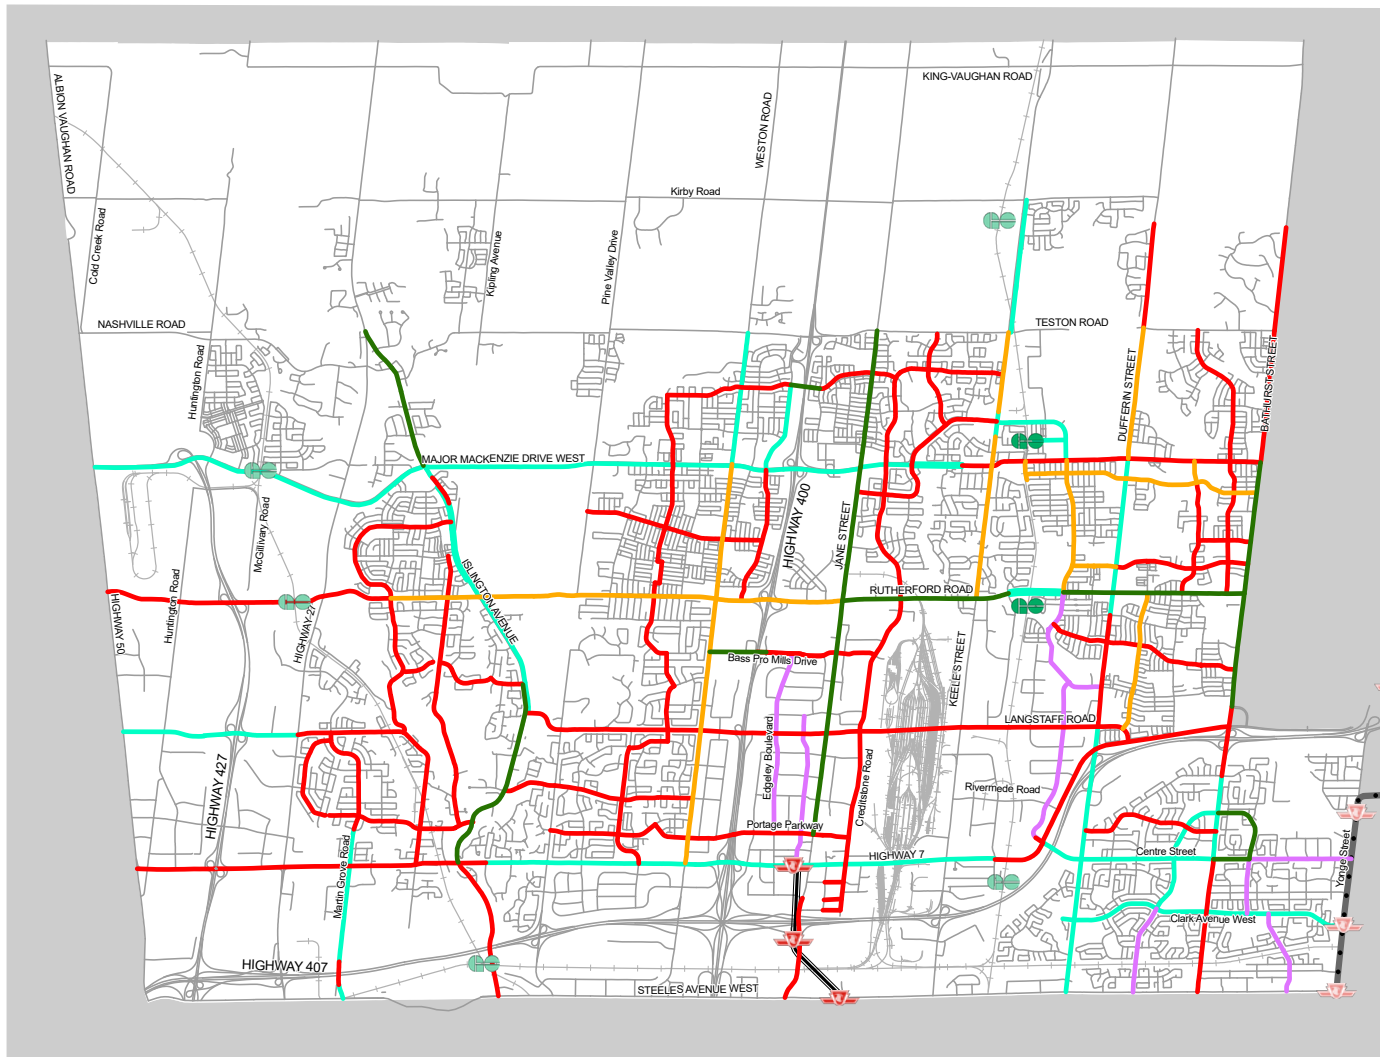 KING-VAUGHAN ROAD
ALBION VAUGHAN ROAD
WESTON ROAD
Kirby Road
Cold Creek Road
Kipling Avenue
Pine Valley Drive
NASHVILLE ROAD
TESTON ROAD
Huntington Road
DUFFERIN STREET
BATHURST STREET
MAJOR MACKENZIE DRIVE WEST
HIGHWAY 400
McGillivary Road
JANE STREET
ISLINGTON AVENUE
RUTHERFORD ROAD
HIGHWAY 50
Huntington Road
HIGHWAY 27
Bass Pro Mills Drive
KEELE STREET
LANGSTAFF ROAD
Edgeley Boulevard
Creditstone Road
HIGHWAY 427
Rivermede Road
Portage Parkway
HIGHWAY 7
Centre Street
Yonge Street
Martin Grove Road
Clark Avenue West
HIGHWAY 407
STEELES AVENUE WEST